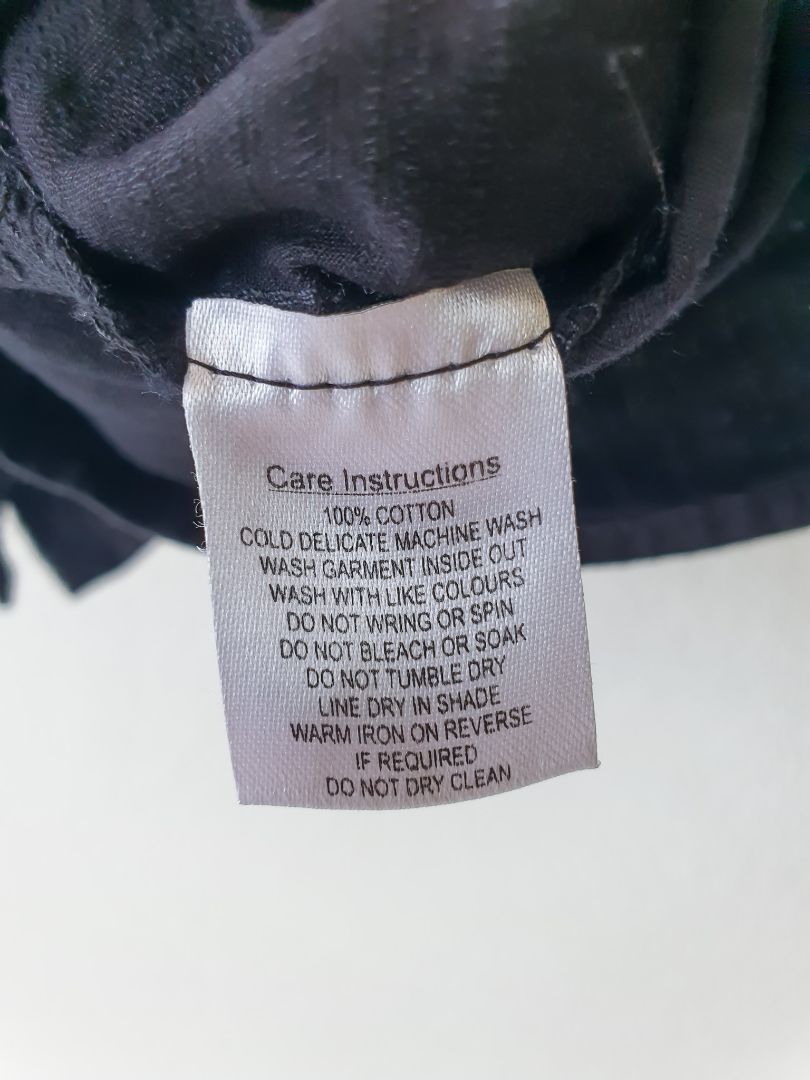 Care Instructions
100% COTTON
COLD DELICATE MACHINE WASH
WASH GARMENT INSIDE OUT
WASH WITH LIKE COLOURS
DO NOT WRING OR SPIN
DO NOT BLEACH OR SOAK
DO NOT TUMBLE DRY
LINE DRY IN SHADE
WARM IRON ON REVERSE
IF REQUIRED
DO NOT DRY CLEAN